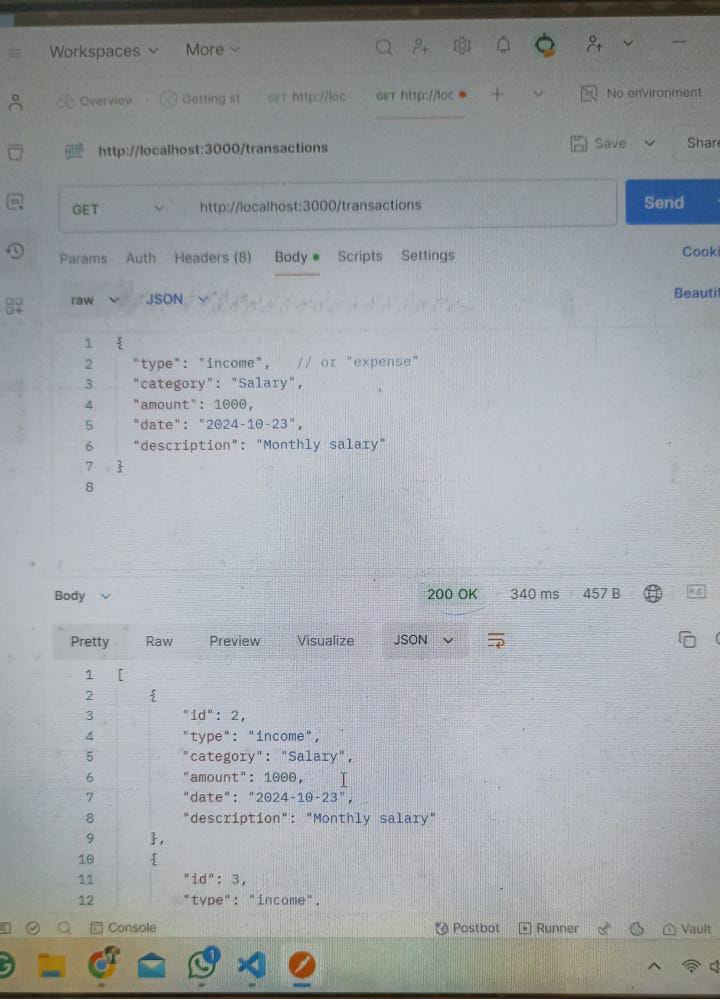 Workspaces More
Overview Getting st GET http://loc GET http://loc + No environment
http://localhost:3000/transactions Save Share
GET http://localhost:3000/transactions Send
Params Auth Headers (8) Body Scripts Settings Cooki
raw JSON Beautif
1 {
2 "type": "income", // or "expense"
3 "category": "Salary",
4 "amount": 1000,
5 "date": "2024-10-23",
6 "description": "Monthly salary"
7 }
8
Body 200 OK 340 ms 457 B
Pretty Raw Preview Visualize JSON
1 [
2 {
3 "id": 2,
4 "type": "income",
5 "category": "Salary",
6 "amount": 1000,
7 "date": "2024-10-23",
8 "description": "Monthly salary"
9 },
10 {
11 "id": 3,
12 "type": "income",
Console Postbot Runner Vault
1